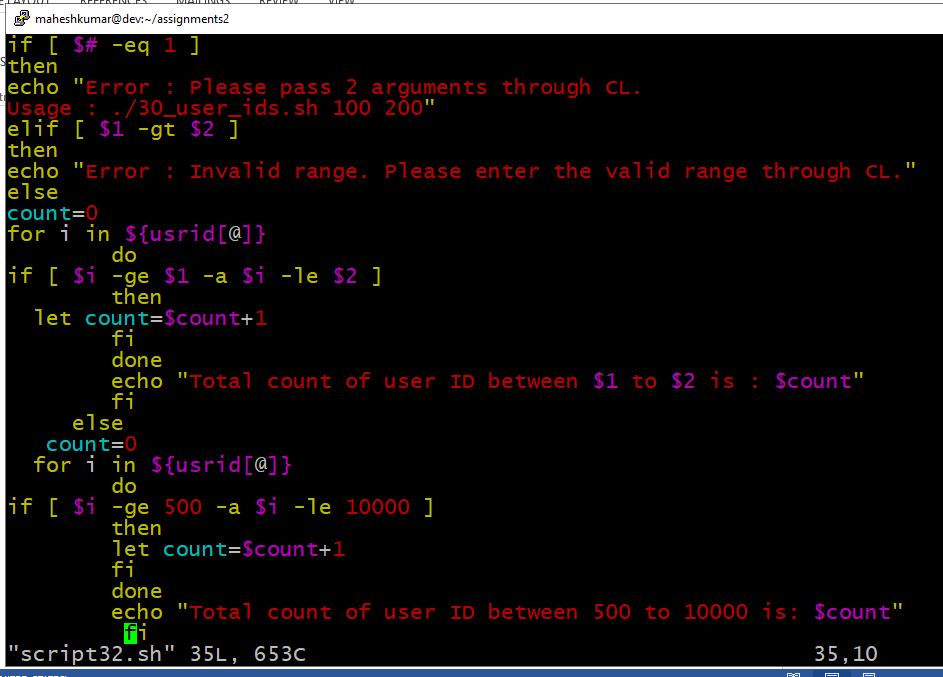 LAYOUT REFERENCES MAILINGS REVIEW VIEW
maheshkumar@dev:~/assignments2
if [ $# -eq 1 ]
then
echo "Error : Please pass 2 arguments through CL.
Usage : ./30_user_ids.sh 100 200"
elif [ $1 -gt $2 ]
then
echo "Error : Invalid range. Please enter the valid range through CL."
else
count=0
for i in ${usrid[@]}
do
if [ $i -ge $1 -a $i -le $2 ]
then
let count=$count+1
fi
done
echo "Total count of user ID between $1 to $2 is : $count"
fi
else
count=0
for i in ${usrid[@]}
do
if [ $i -ge 500 -a $i -le 10000 ]
then
let count=$count+1
fi
done
echo "Total count of user ID between 500 to 10000 is: $count"
fi
"script32.sh" 35L, 653C 35,10